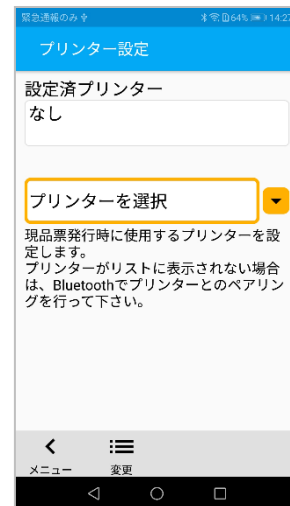 緊急通報のみ 64% 14:27
プリンター設定
設定済プリンター
なし
プリンターを選択
現品票発行時に使用するプリンターを設
定します。
プリンターがリストに表示されない場合
は、Bluetoothでプリンターとのペアリン
グを行って下さい。
メニュー 変更